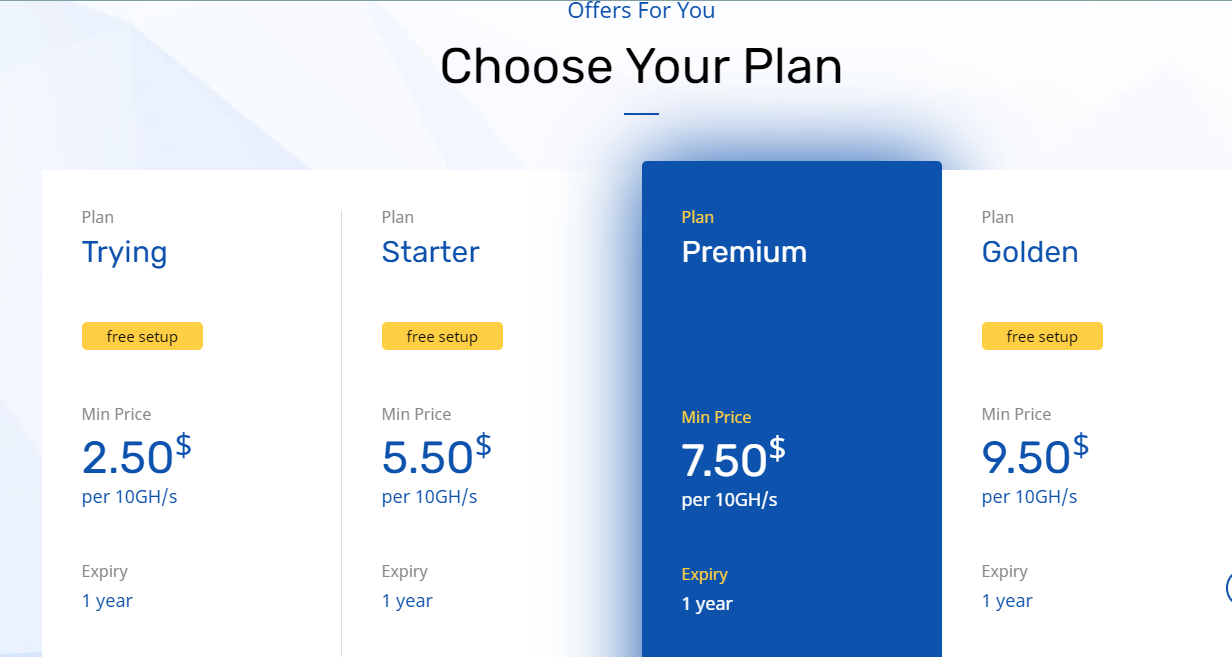 Offers For You
Choose Your Plan
Plan
Trying
free setup
Min Price
2.50$
per 10GH/s
Expiry
1 year
Plan
Starter
free setup
Min Price
5.50$
per 10GH/s
Expiry
1 year
Plan
Premium
Min Price
7.50$
per 10GH/s
Expiry
1 year
Plan
Golden
free setup
Min Price
9.50$
per 10GH/s
Expiry
1 year